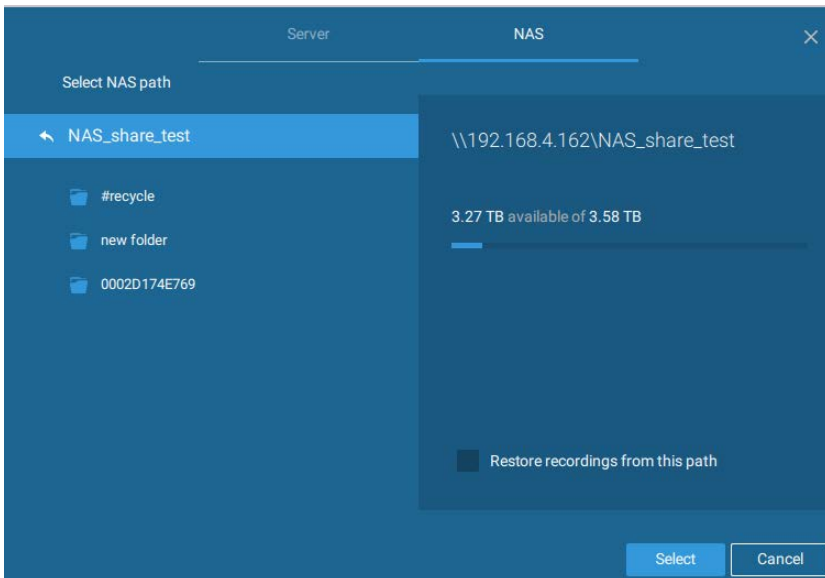 Server
NAS
Select NAS path
NAS_share_test
\\192.168.4.162\NAS_share_test
#recycle
3.27 TB available of 3.58 TB
new folder
0002D174E769
Restore recordings from this path
Select
Cancel